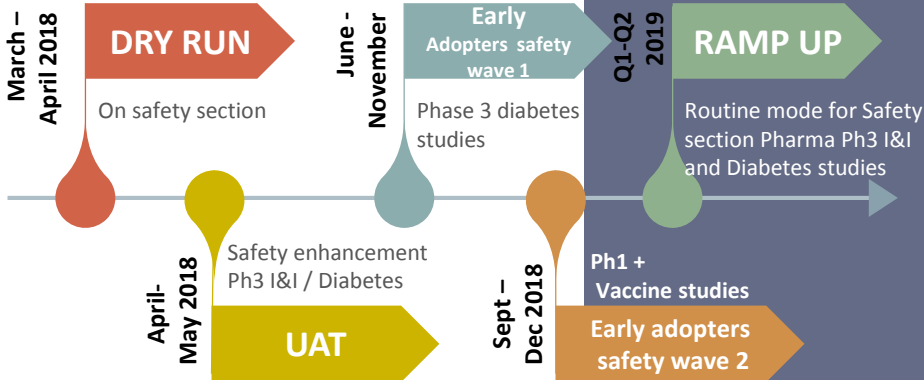 March –
April 2018
DRY RUN
On safety section
June -
November
Early
Adopters safety
wave 1
Phase 3 diabetes
studies
Q1-Q2
2019
RAMP UP
Routine mode for Safety
section Pharma Ph3 I&I
and Diabetes studies
April-
May 2018
Safety enhancement
Ph3 I&I / Diabetes
UAT
Sept –
Dec 2018
Ph1 +
Vaccine studies
Early adopters
safety wave 2